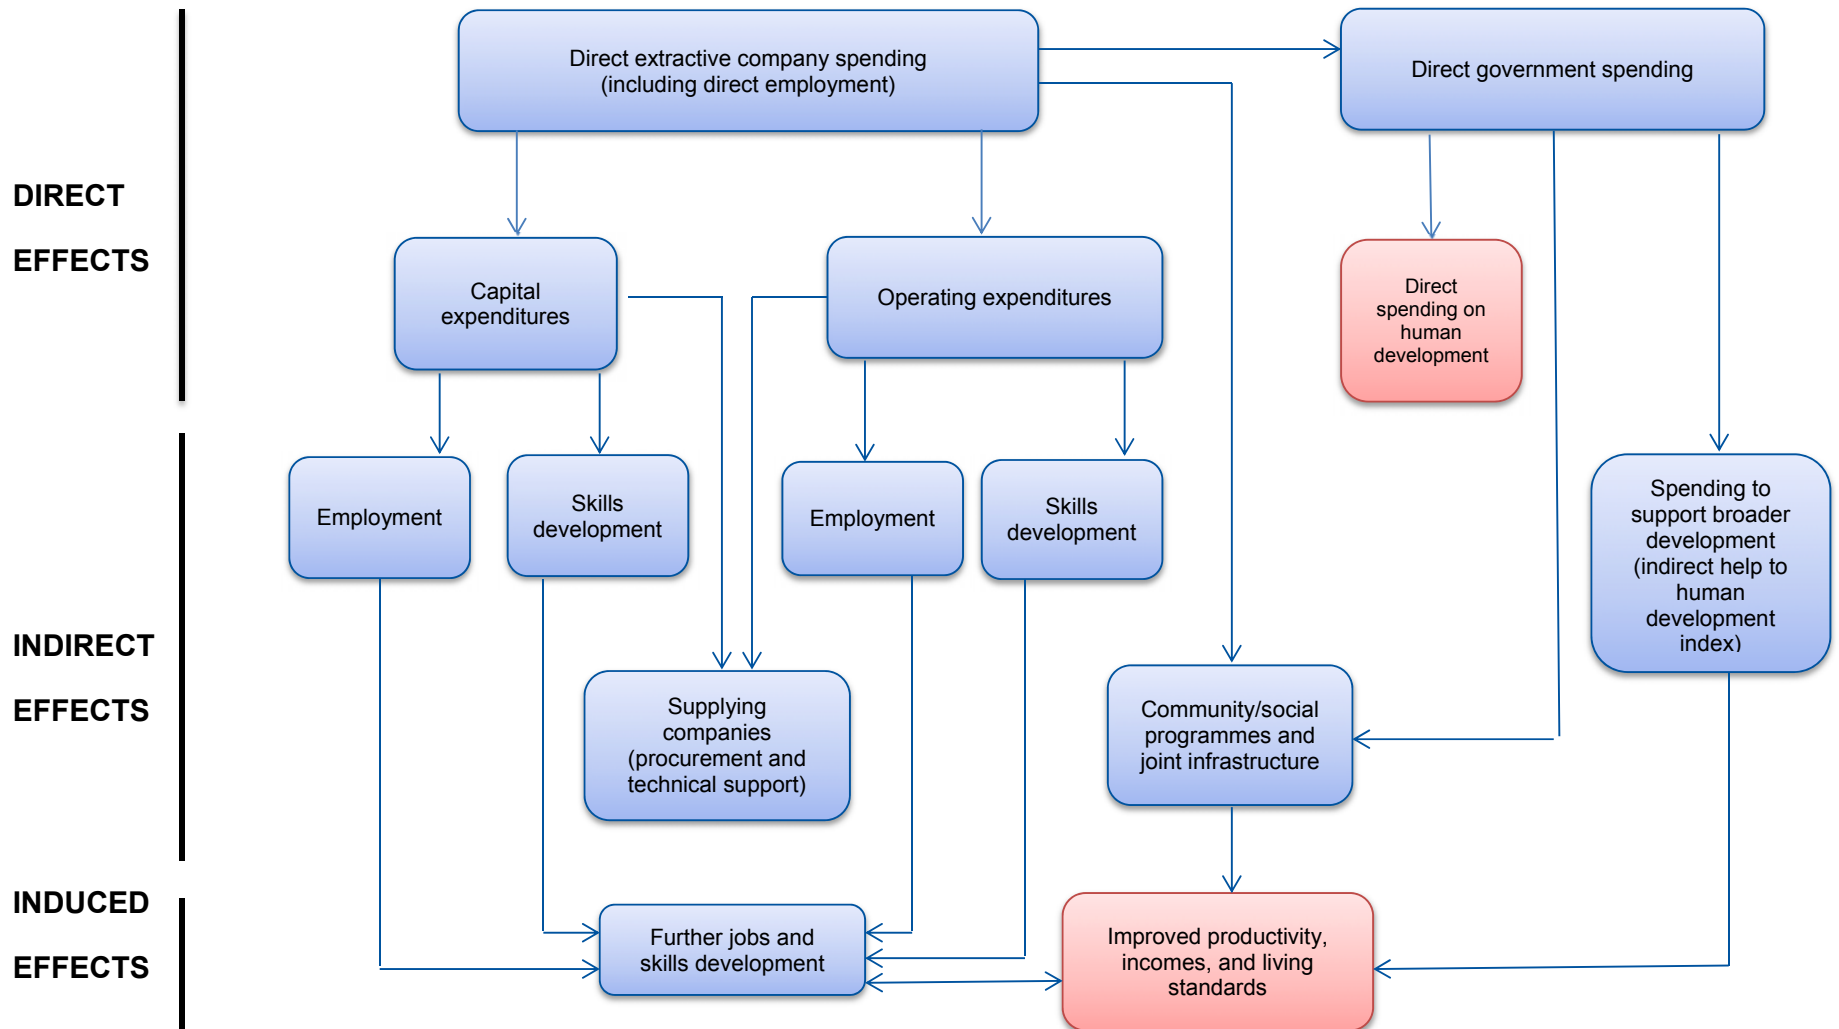 Direct extractive company spending
(including direct employment)
Direct government spending
DIRECT
EFFECTS
Capital
expenditures
Operating expenditures
Direct
spending on
human
development
Employment
Skills
development
Employment
Skills
development
Spending to
support broader
development
(indirect help to
human
development
index)
INDIRECT
EFFECTS
Supplying
companies
(procurement and
technical support)
Community/social
programmes and
joint infrastructure
INDUCED
EFFECTS
Further jobs and
skills development
Improved productivity,
incomes, and living
standards